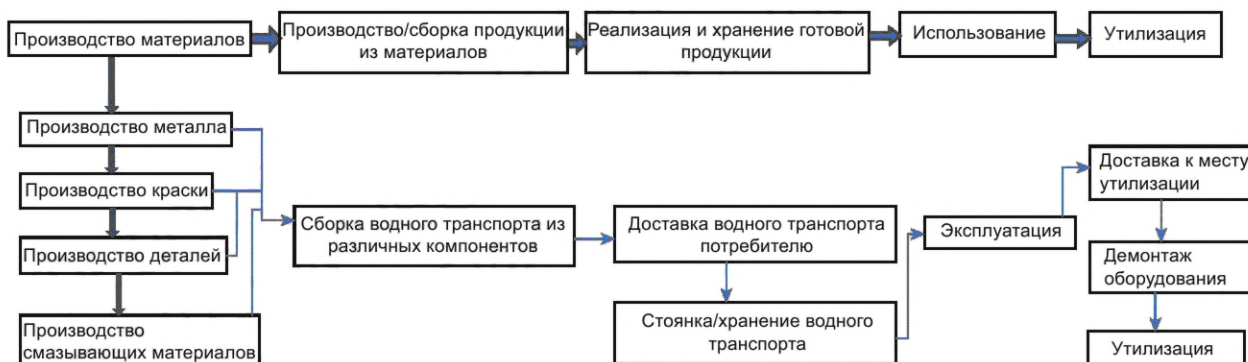 Производство материалов
Производство/сборка продукции
из материалов
Реализация и хранение готовой
продукции
Использование
Утилизация
Производство металла
Производство краски
Производство деталей
Производство
смазывающих материалов
Сборка водного транспорта из
различных компонентов
Доставка водного транспорта
потребителю
Стоянка/хранение водного
транспорта
Эксплуатация
Доставка к месту
утилизации
Демонтаж
оборудования
Утилизация